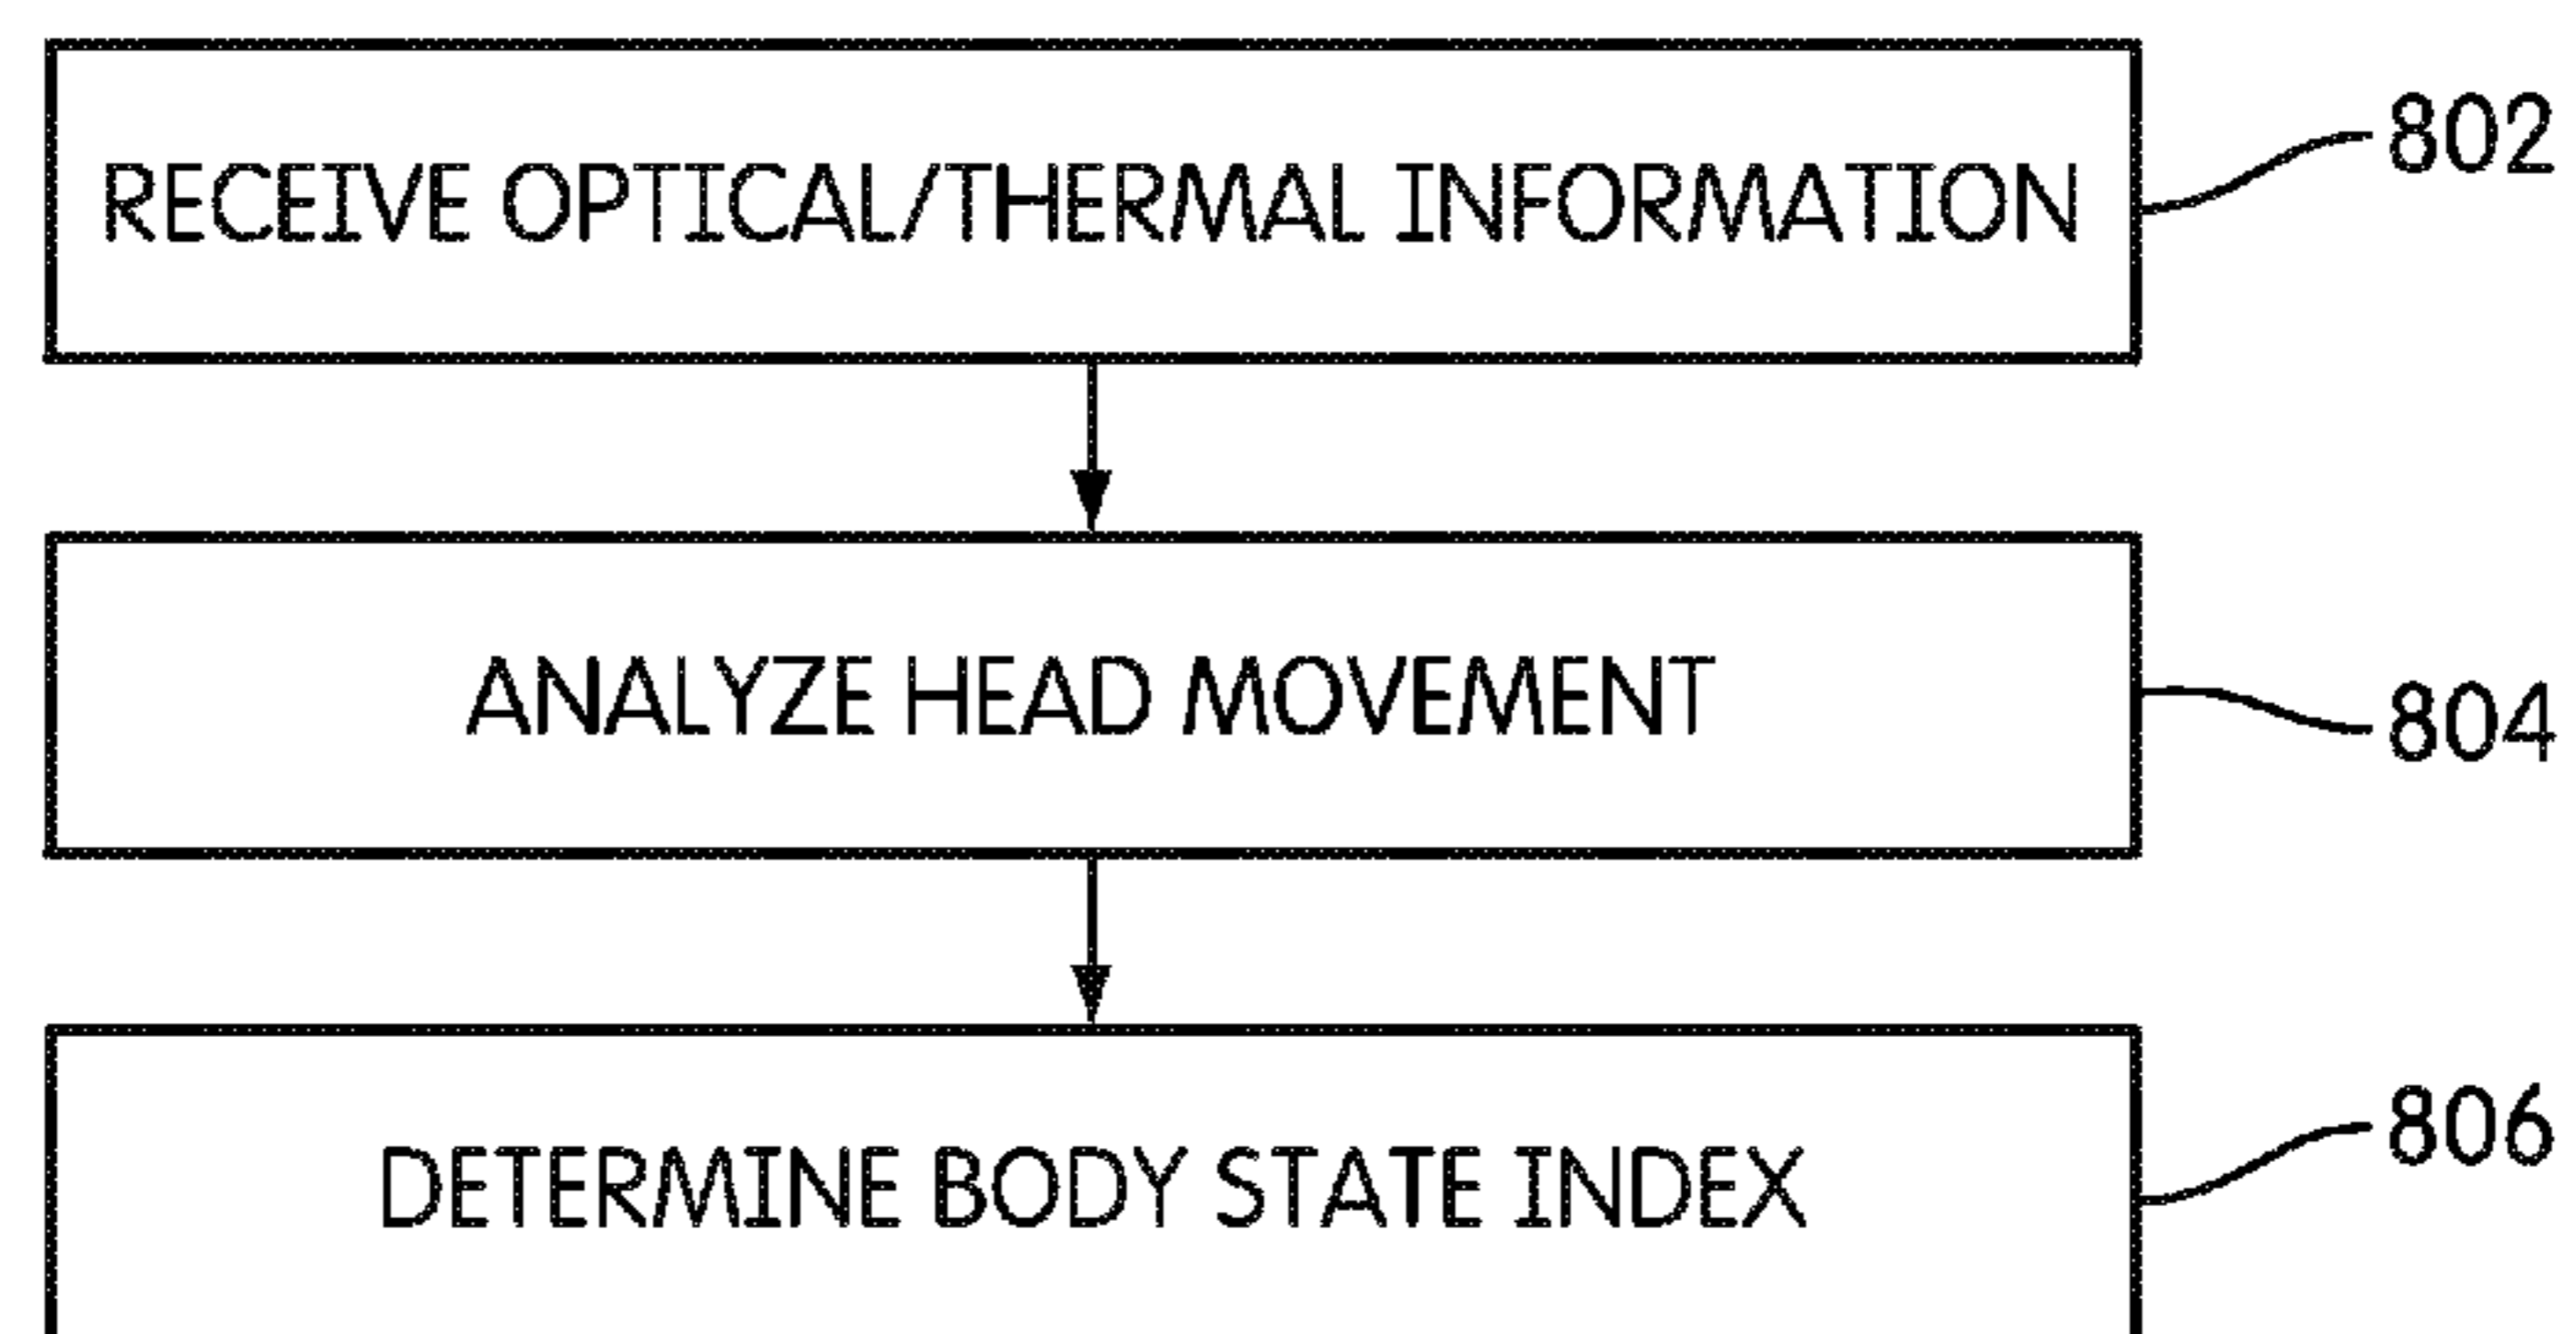 RECEIVE OPTICAL/THERMAL INFORMATION
802
ANALYZE HEAD MOVEMENT
804
DETERMINE BODY STATE INDEX
806